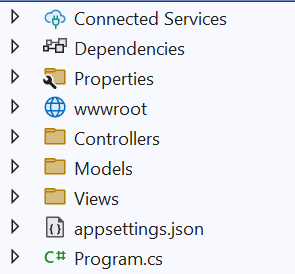 Connected Services
Dependencies
Properties
wwwroot
Controllers
Models
Views
appsettings.json
C# Program.cs